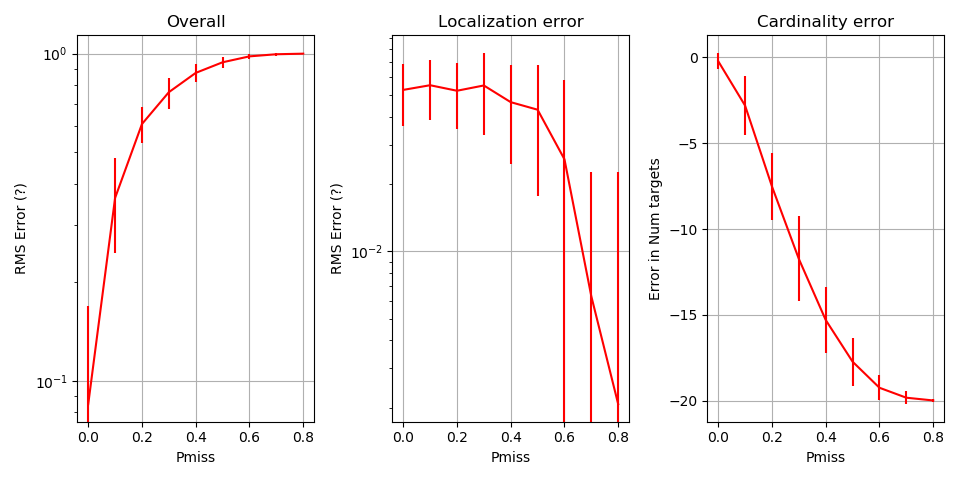 Overall
Localization error
Cardinality error
RMS Error (?)
10⁰
10⁻¹
0.0 0.2 0.4 0.6 0.8
Pmiss
RMS Error (?)
10⁻²
0.0 0.2 0.4 0.6 0.8
Pmiss
Error in Num targets
0
−5
−10
−15
−20
0.0 0.2 0.4 0.6 0.8
Pmiss